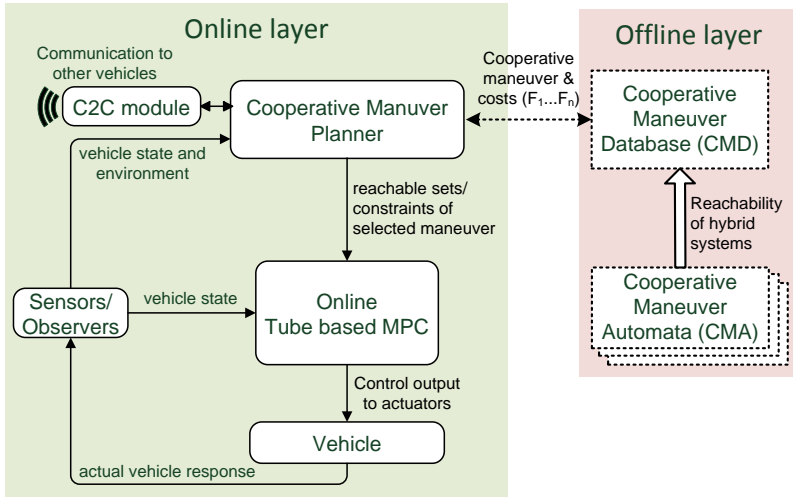 Online layer
Communication to
other vehicles
C2C module
Cooperative Manuver
Planner
vehicle state and
environment
reachable sets/
constraints of
selected maneuver
Sensors/
Observers
vehicle state
Online
Tube based MPC
Control output
to actuators
Vehicle
actual vehicle response
Cooperative
maneuver &
costs (F₁...Fₙ)
Offline layer
Cooperative
Maneuver
Database (CMD)
Reachability
of hybrid
systems
Cooperative
Maneuver
Automata (CMA)